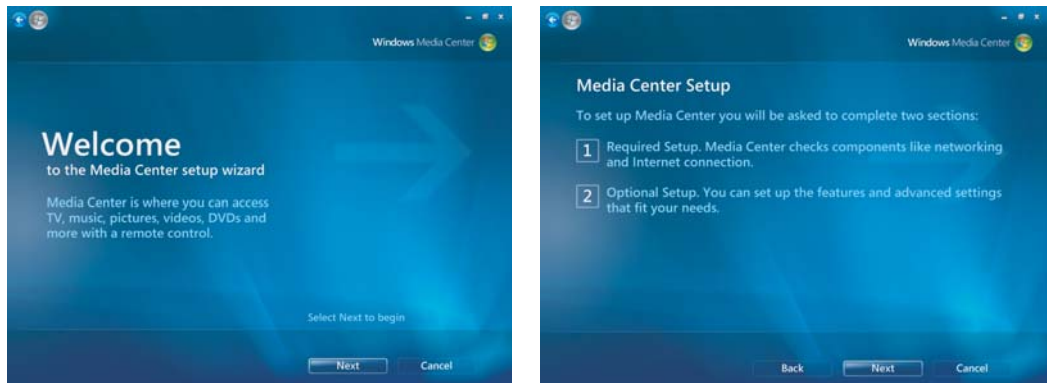 Windows Media Center
Welcome
to the Media Center setup wizard
Media Center is where you can access
TV, music, pictures, videos, DVDs and
more with a remote control.
Select Next to begin
Next Cancel
Windows Media Center
Media Center Setup
To set up Media Center you will be asked to complete two sections:
1 Required Setup. Media Center checks components like networking
and Internet connection.
2 Optional Setup. You can set up the features and advanced settings
that fit your needs.
Back Next Cancel